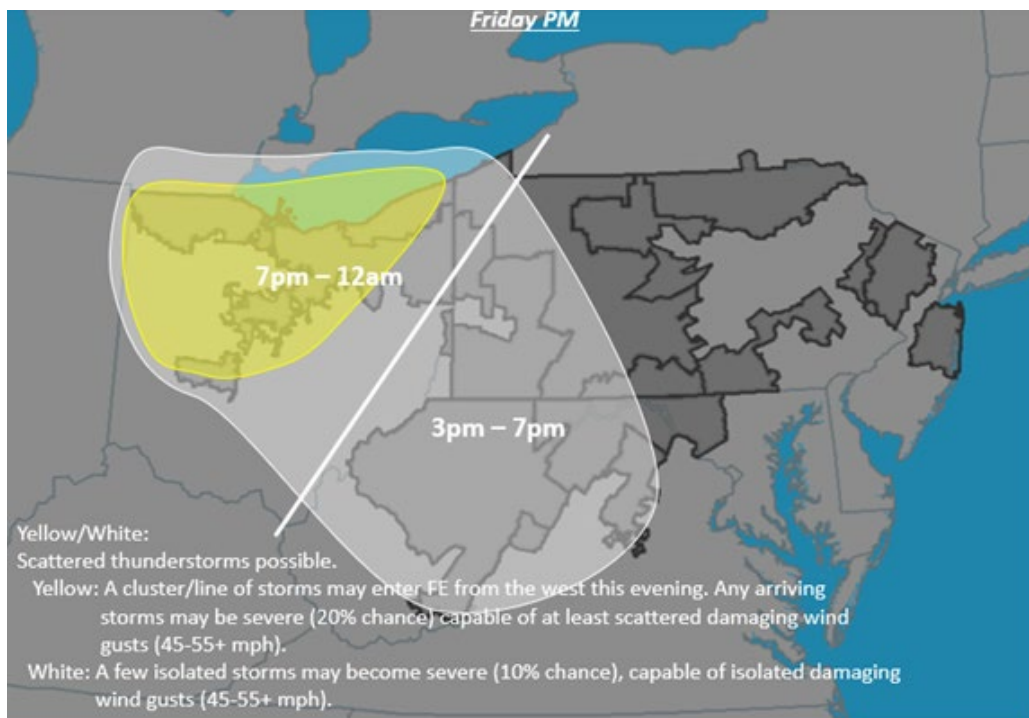 Friday PM
7pm – 12am
3pm – 7pm
Yellow/White:
Scattered thunderstorms possible.
Yellow: A cluster/line of storms may enter FE from the west this evening. Any arriving
storms may be severe (20% chance) capable of at least scattered damaging wind
gusts (45-55+ mph).
White: A few isolated storms may become severe (10% chance), capable of isolated damaging
wind gusts (45-55+ mph).